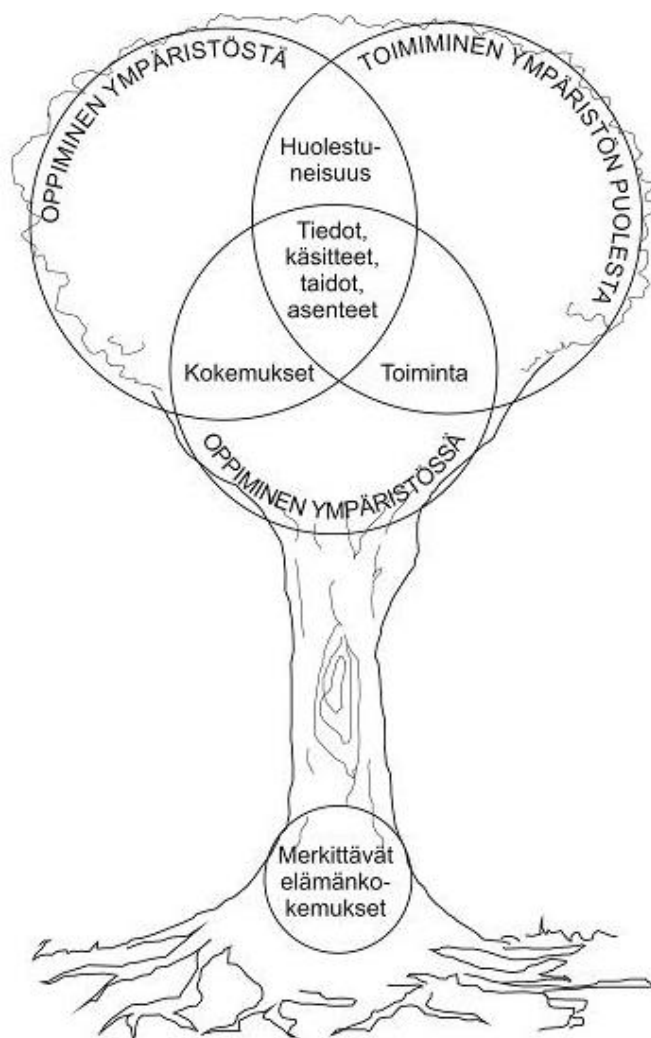 OPPIMINEN YMPÄRISTÖSTÄ
TOIMIMINEN YMPÄRISTÖN PUOLESTA
Huolestu-
neisuus
Tiedot,
käsitteet,
taidot,
asenteet
Kokemukset
Toiminta
OPPIMINEN YMPÄRISTÖSSÄ
Merkittävät
elämänko-
kemukset